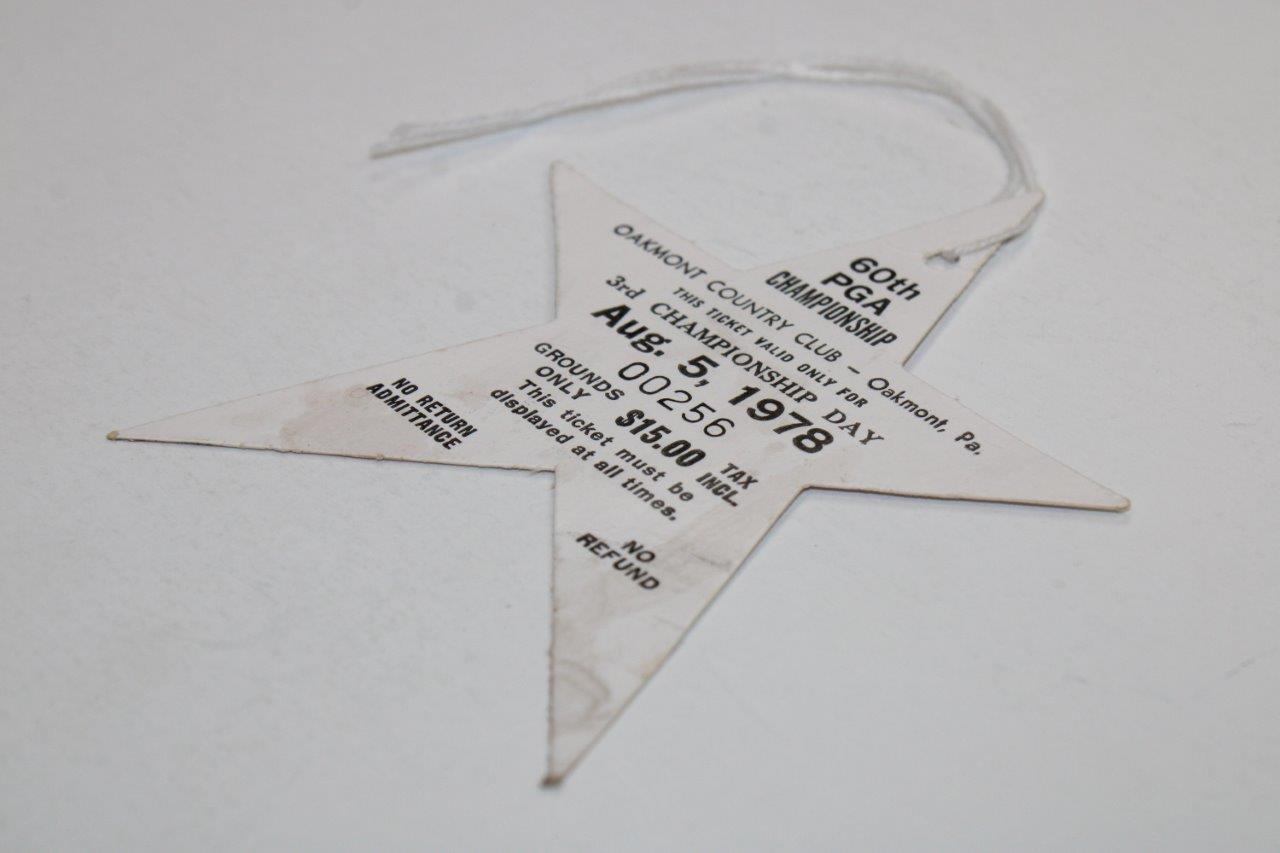 60th
PGA
CHAMPIONSHIP
OAKMONT COUNTRY CLUB – Oakmont, Pa.
THIS TICKET VALID ONLY FOR
3rd CHAMPIONSHIP DAY
Aug. 5, 1978
00256
GROUNDS ONLY $15.00 TAX INCL.
This ticket must be
displayed at all times.
NO RETURN
ADMITTANCE
NO
REFUND